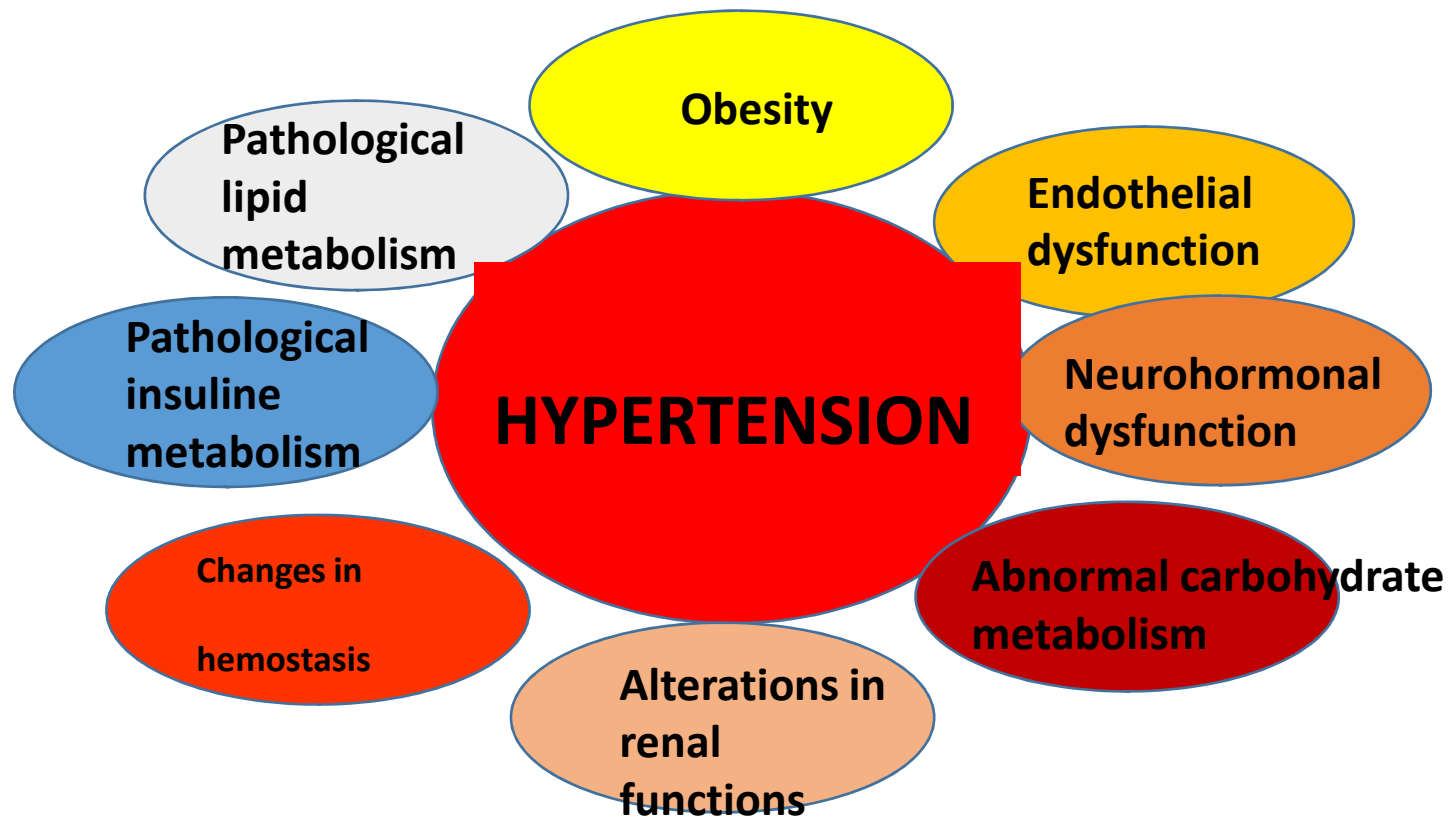 Obesity
Pathological
lipid
metabolism
Endothelial
dysfunction
Pathological
insuline
metabolism
Neurohormonal
dysfunction
HYPERTENSION
Changes in
hemostasis
Abnormal carbohydrate
metabolism
Alterations in
renal
functions